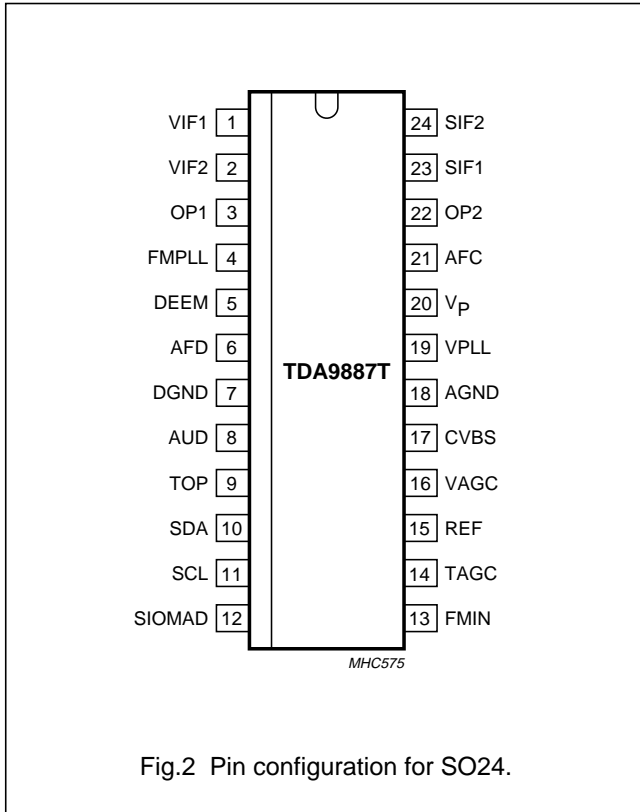 VIF1 1
VIF2 2
OP1 3
FMPLL 4
DEEM 5
AFD 6
DGND 7
AUD 8
TOP 9
SDA 10
SCL 11
SIOMAD 12
TDA9887T
24 SIF2
23 SIF1
22 OP2
21 AFC
20 VP
19 VPLL
18 AGND
17 CVBS
16 VAGC
15 REF
14 TAGC
13 FMIN
MHC575
Fig.2 Pin configuration for SO24.